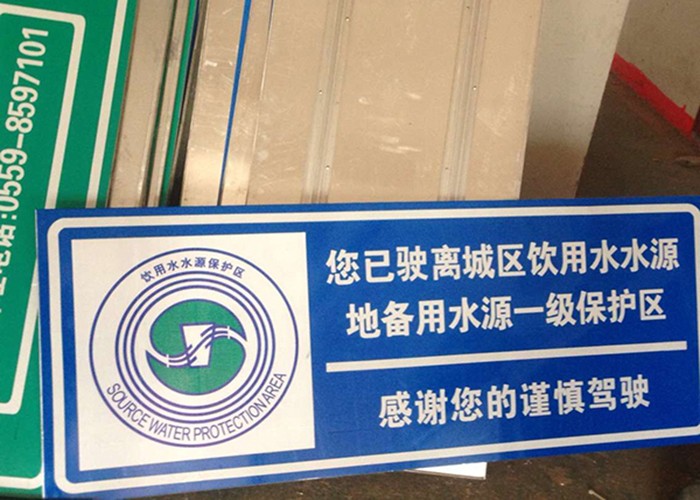 电话:0559-8597101
饮用水水源保护区
SOURCE WATER PROTECTION AREA
您已驶离城区饮用水水源
地备用水源一级保护区
感谢您的谨慎驾驶